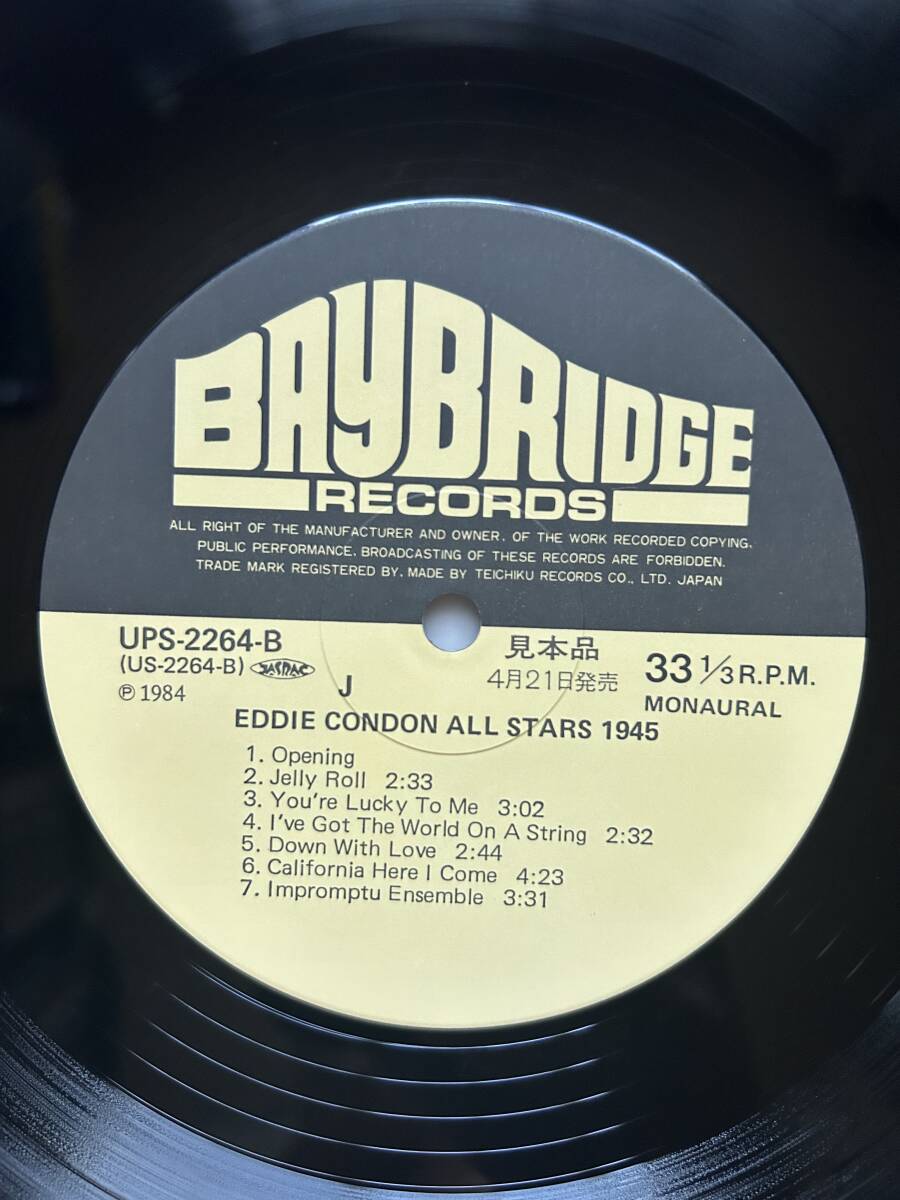 BAYBRIDGE
RECORDS
ALL RIGHT OF THE MANUFACTURER AND OWNER. OF THE WORK RECORDED COPYING.
PUBLIC PERFORMANCE. BROADCASTING OF THESE RECORDS ARE FORBIDDEN.
TRADE MARK REGISTERED BY. MADE BY TEICHIKU RECORDS CO., LTD. JAPAN
UPS-2264-B
(US-2264-B) JASRAC
℗ 1984
J
見本品
4月21日発売
33 1/3 R.P.M.
MONAURAL
EDDIE CONDON ALL STARS 1945
1. Opening
2. Jelly Roll 2:33
3. You're Lucky To Me 3:02
4. I've Got The World On A String 2:32
5. Down With Love 2:44
6. California Here I Come 4:23
7. Impromptu Ensemble 3:31